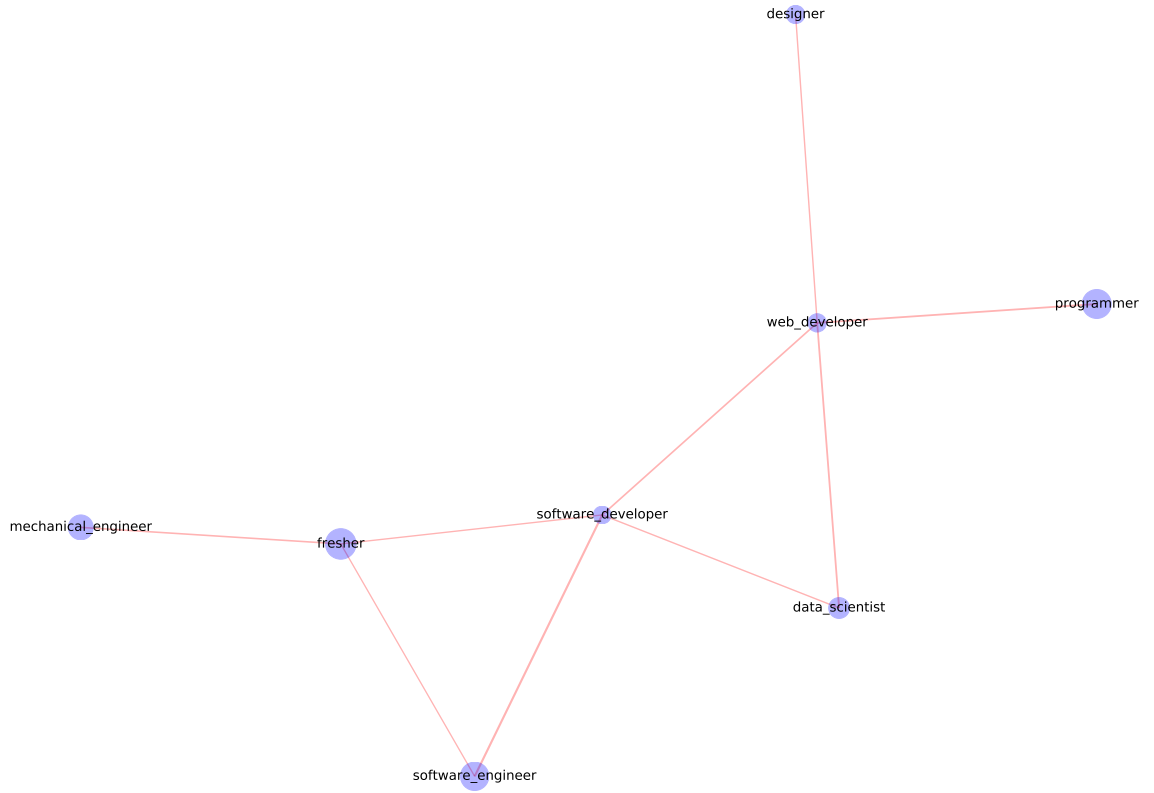 designer
programmer
web_developer
software_developer
mechanical_engineer
fresher
data_scientist
software_engineer